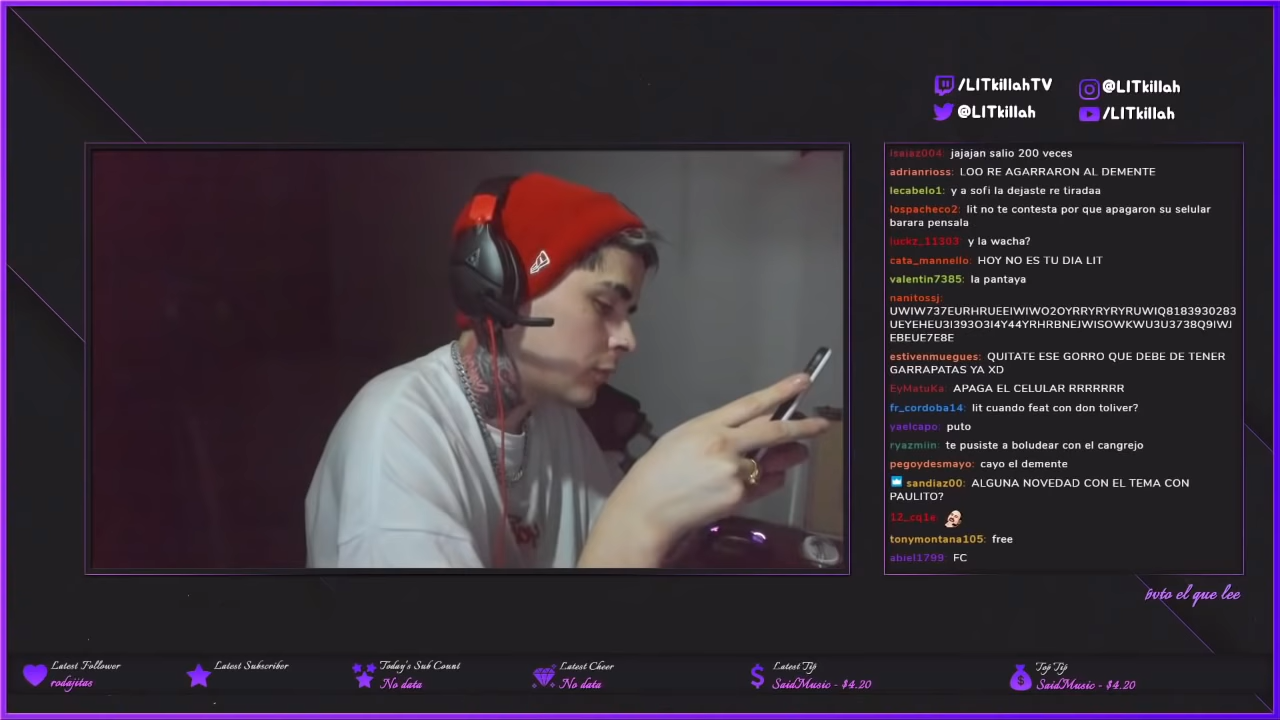 /LITkillahTV
@LITkillah
@LITkillah
/LITkillah
isaiaz004: jajajan salio 200 veces
adrianrioss: LOO RE AGARRARON AL DEMENTE
lecabelo1: y a sofi la dejaste re tiradaa
lospacheco2: lit no te contesta por que apagaron su selular
barara pensala
luckz_11303: y la wacha?
cata_mannello: HOY NO ES TU DIA LIT
valentin7385: la pantaya
nanitossj:
UWIW737EURHRUEEIWIWO2OYRRYRYRYRUWIQ8183930283
UEYEHEU3I393O3I4Y44YRHRBNEJWISOWKWU3U3738Q9IWJ
EBEUE7E8E
estivenmuegues: QUITATE ESE GORRO QUE DEBE DE TENER
GARRAPATAS YA XD
EyMatuKa: APAGA EL CELULAR RRRRRRR
fr_cordoba14: lit cuando feat con don toliver?
yaelcapo: puto
ryazmiin: te pusiste a boludear con el cangrejo
pegoydesmayo: cayo el demente
sandiaz00: ALGUNA NOVEDAD CON EL TEMA CON
PAULITO?
12_cq1e:
tonymontana105: free
abiel1799: FC
puto el que lee
Latest Follower
rodajitas
Latest Subscriber
Today's Sub Count
No data
Latest Cheer
No data
Latest Tip
SaidMusic - $4.20
Top Tip
SaidMusic - $4.20